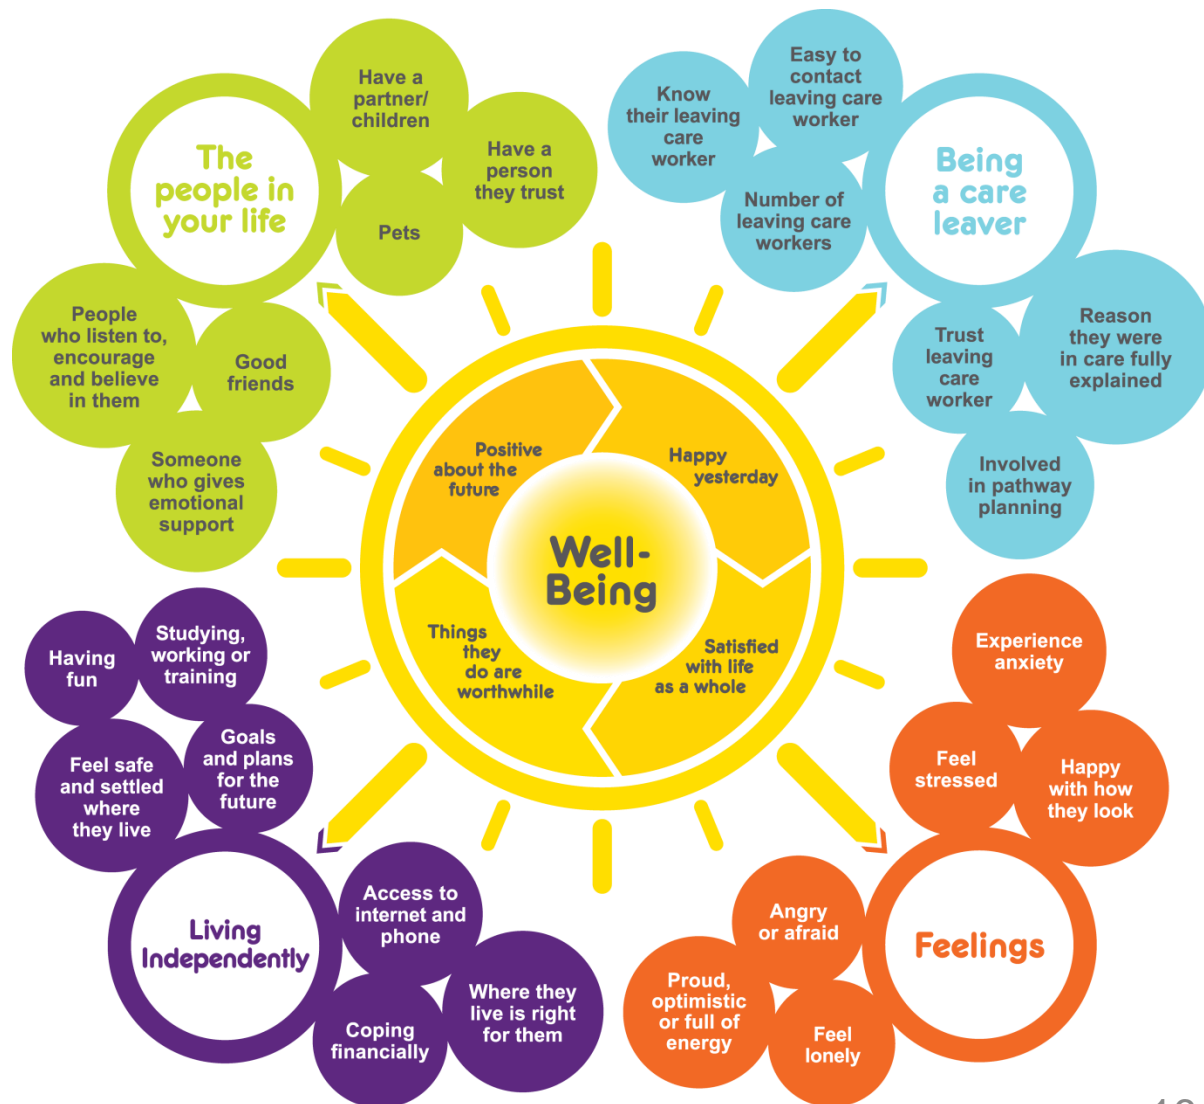 The
people in
your life
Have a
partner/
children
Have a
person
they trust
Pets
People
who listen to,
encourage
and believe
in them
Good
friends
Someone
who gives
emotional
support
Know
their leaving
care
worker
Easy to
contact
leaving care
worker
Number of
leaving care
workers
Being
a care
leaver
Trust
leaving
care
worker
Reason
they were
in care fully
explained
Involved
in pathway
planning
Positive
about the
future
Happy
yesterday
Well-
Being
Things
they
do are
worthwhile
Satisfied
with life
as a whole
Having
fun
Studying,
working or
training
Feel safe
and settled
where
they live
Goals
and plans
for the
future
Living
Independently
Access to
internet and
phone
Coping
financially
Where they
live is right
for them
Experience
anxiety
Feel
stressed
Happy
with how
they look
Angry
or afraid
Feelings
Proud,
optimistic
or full of
energy
Feel
lonely